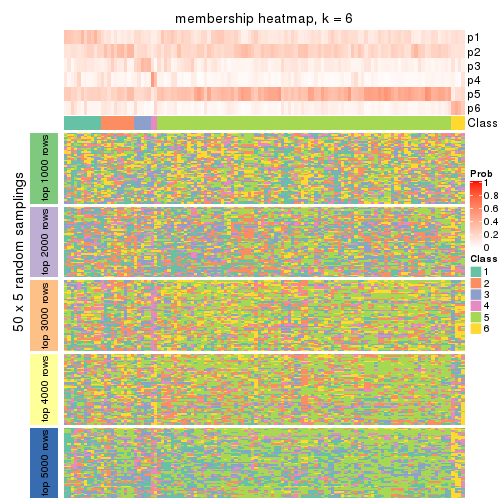 membership heatmap, k = 6
p1
p2
p3
p4
p5
p6
Class
50 x 5 random samplings
top 1000 rows
top 2000 rows
top 3000 rows
top 4000 rows
top 5000 rows
Prob
1
0.8
0.6
0.4
0.2
0
Class
1
2
3
4
5
6